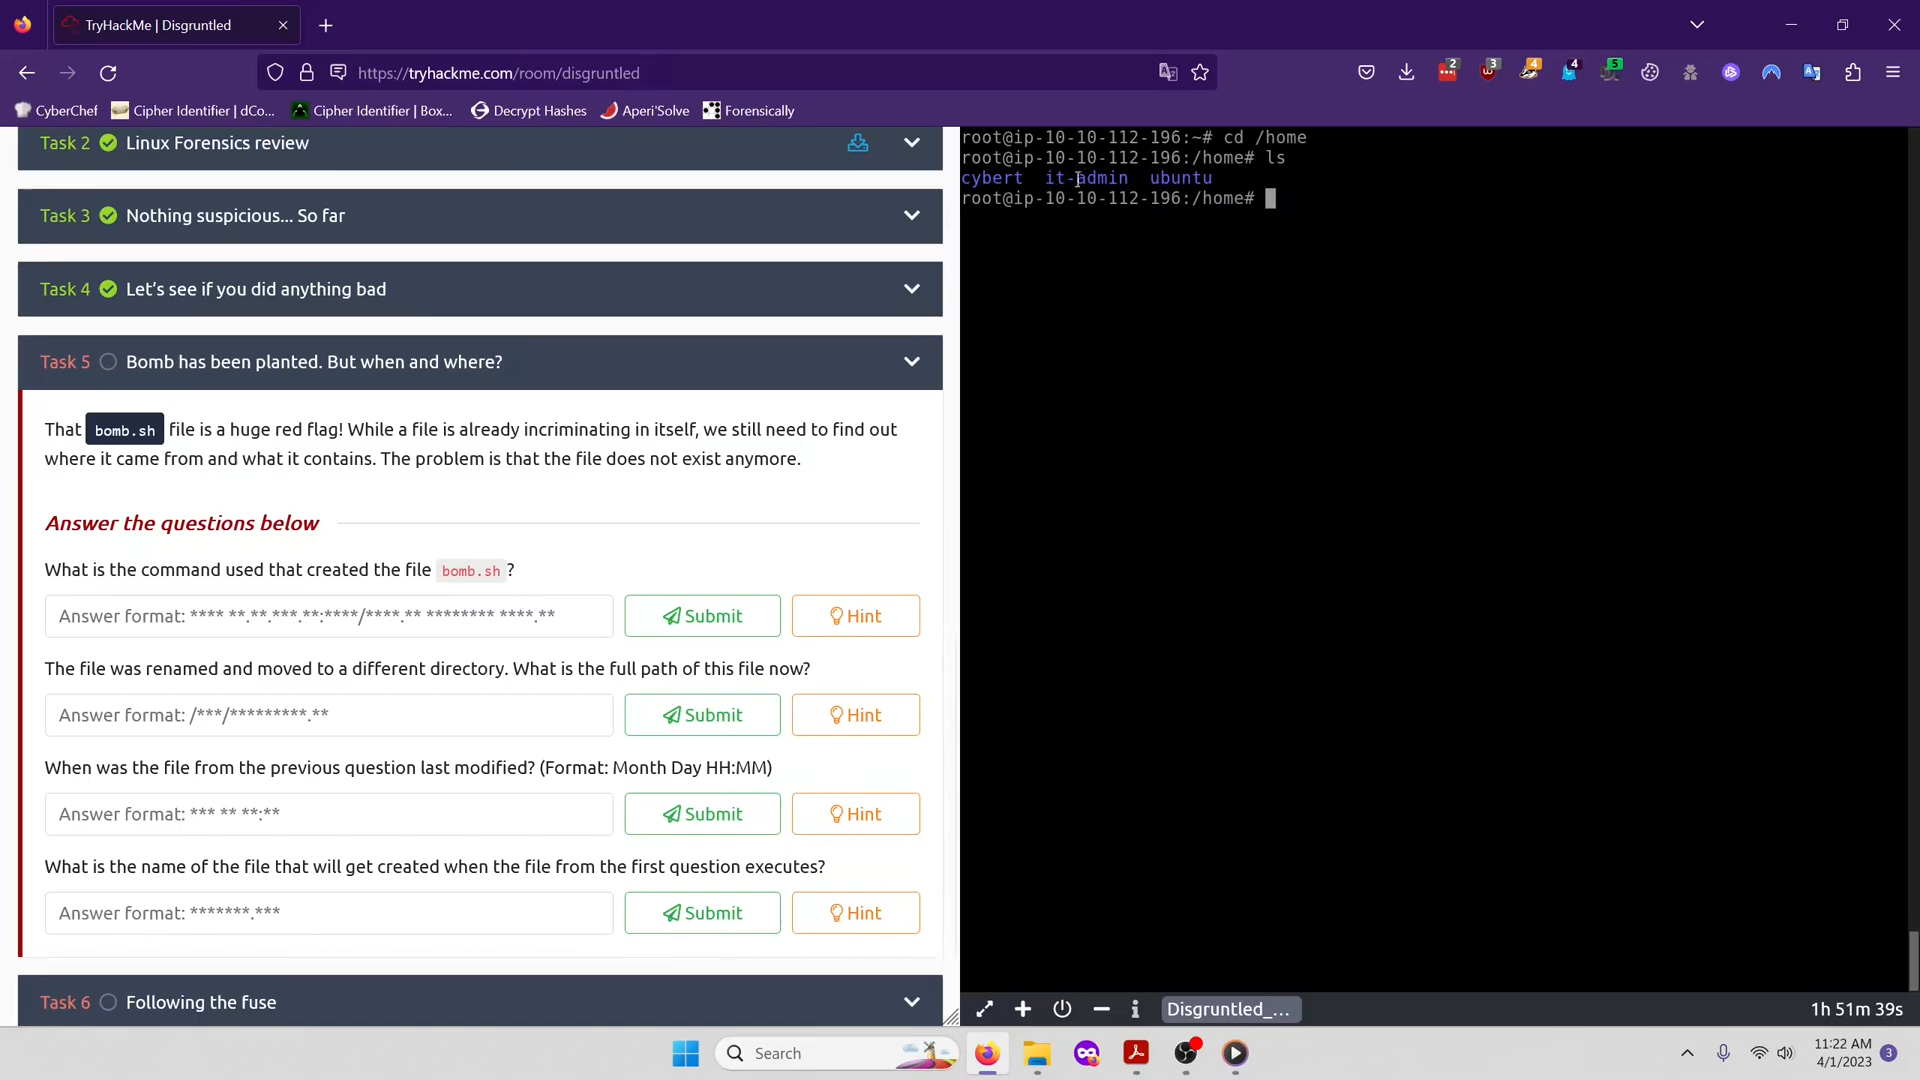 TryHackMe | Disgruntled
https://tryhackme.com/room/disgruntled
2
3
4
4
5
CyberChef
Cipher Identifier | dCo...
Cipher Identifier | Box...
Decrypt Hashes
Aperi'Solve
Forensically
Task 2 Linux Forensics review
Task 3 Nothing suspicious... So far
Task 4 Let's see if you did anything bad
Task 5 Bomb has been planted. But when and where?
That bomb.sh file is a huge red flag! While a file is already incriminating in itself, we still need to find out
where it came from and what it contains. The problem is that the file does not exist anymore.
Answer the questions below
What is the command used that created the file bomb.sh?
Answer format: **** **.**.***.**:****/****.** ******** ****.**
Submit
Hint
The file was renamed and moved to a different directory. What is the full path of this file now?
Answer format: /***/*********.**
Submit
Hint
When was the file from the previous question last modified? (Format: Month Day HH:MM)
Answer format: *** ** **:**
Submit
Hint
What is the name of the file that will get created when the file from the first question executes?
Answer format: *******.***
Submit
Hint
Task 6 Following the fuse
root@ip-10-10-112-196:~# cd /home
root@ip-10-10-112-196:/home# ls
cybert it-admin ubuntu
root@ip-10-10-112-196:/home#
Disgruntled_...
1h 51m 39s
Search
11:22 AM
4/1/2023
3